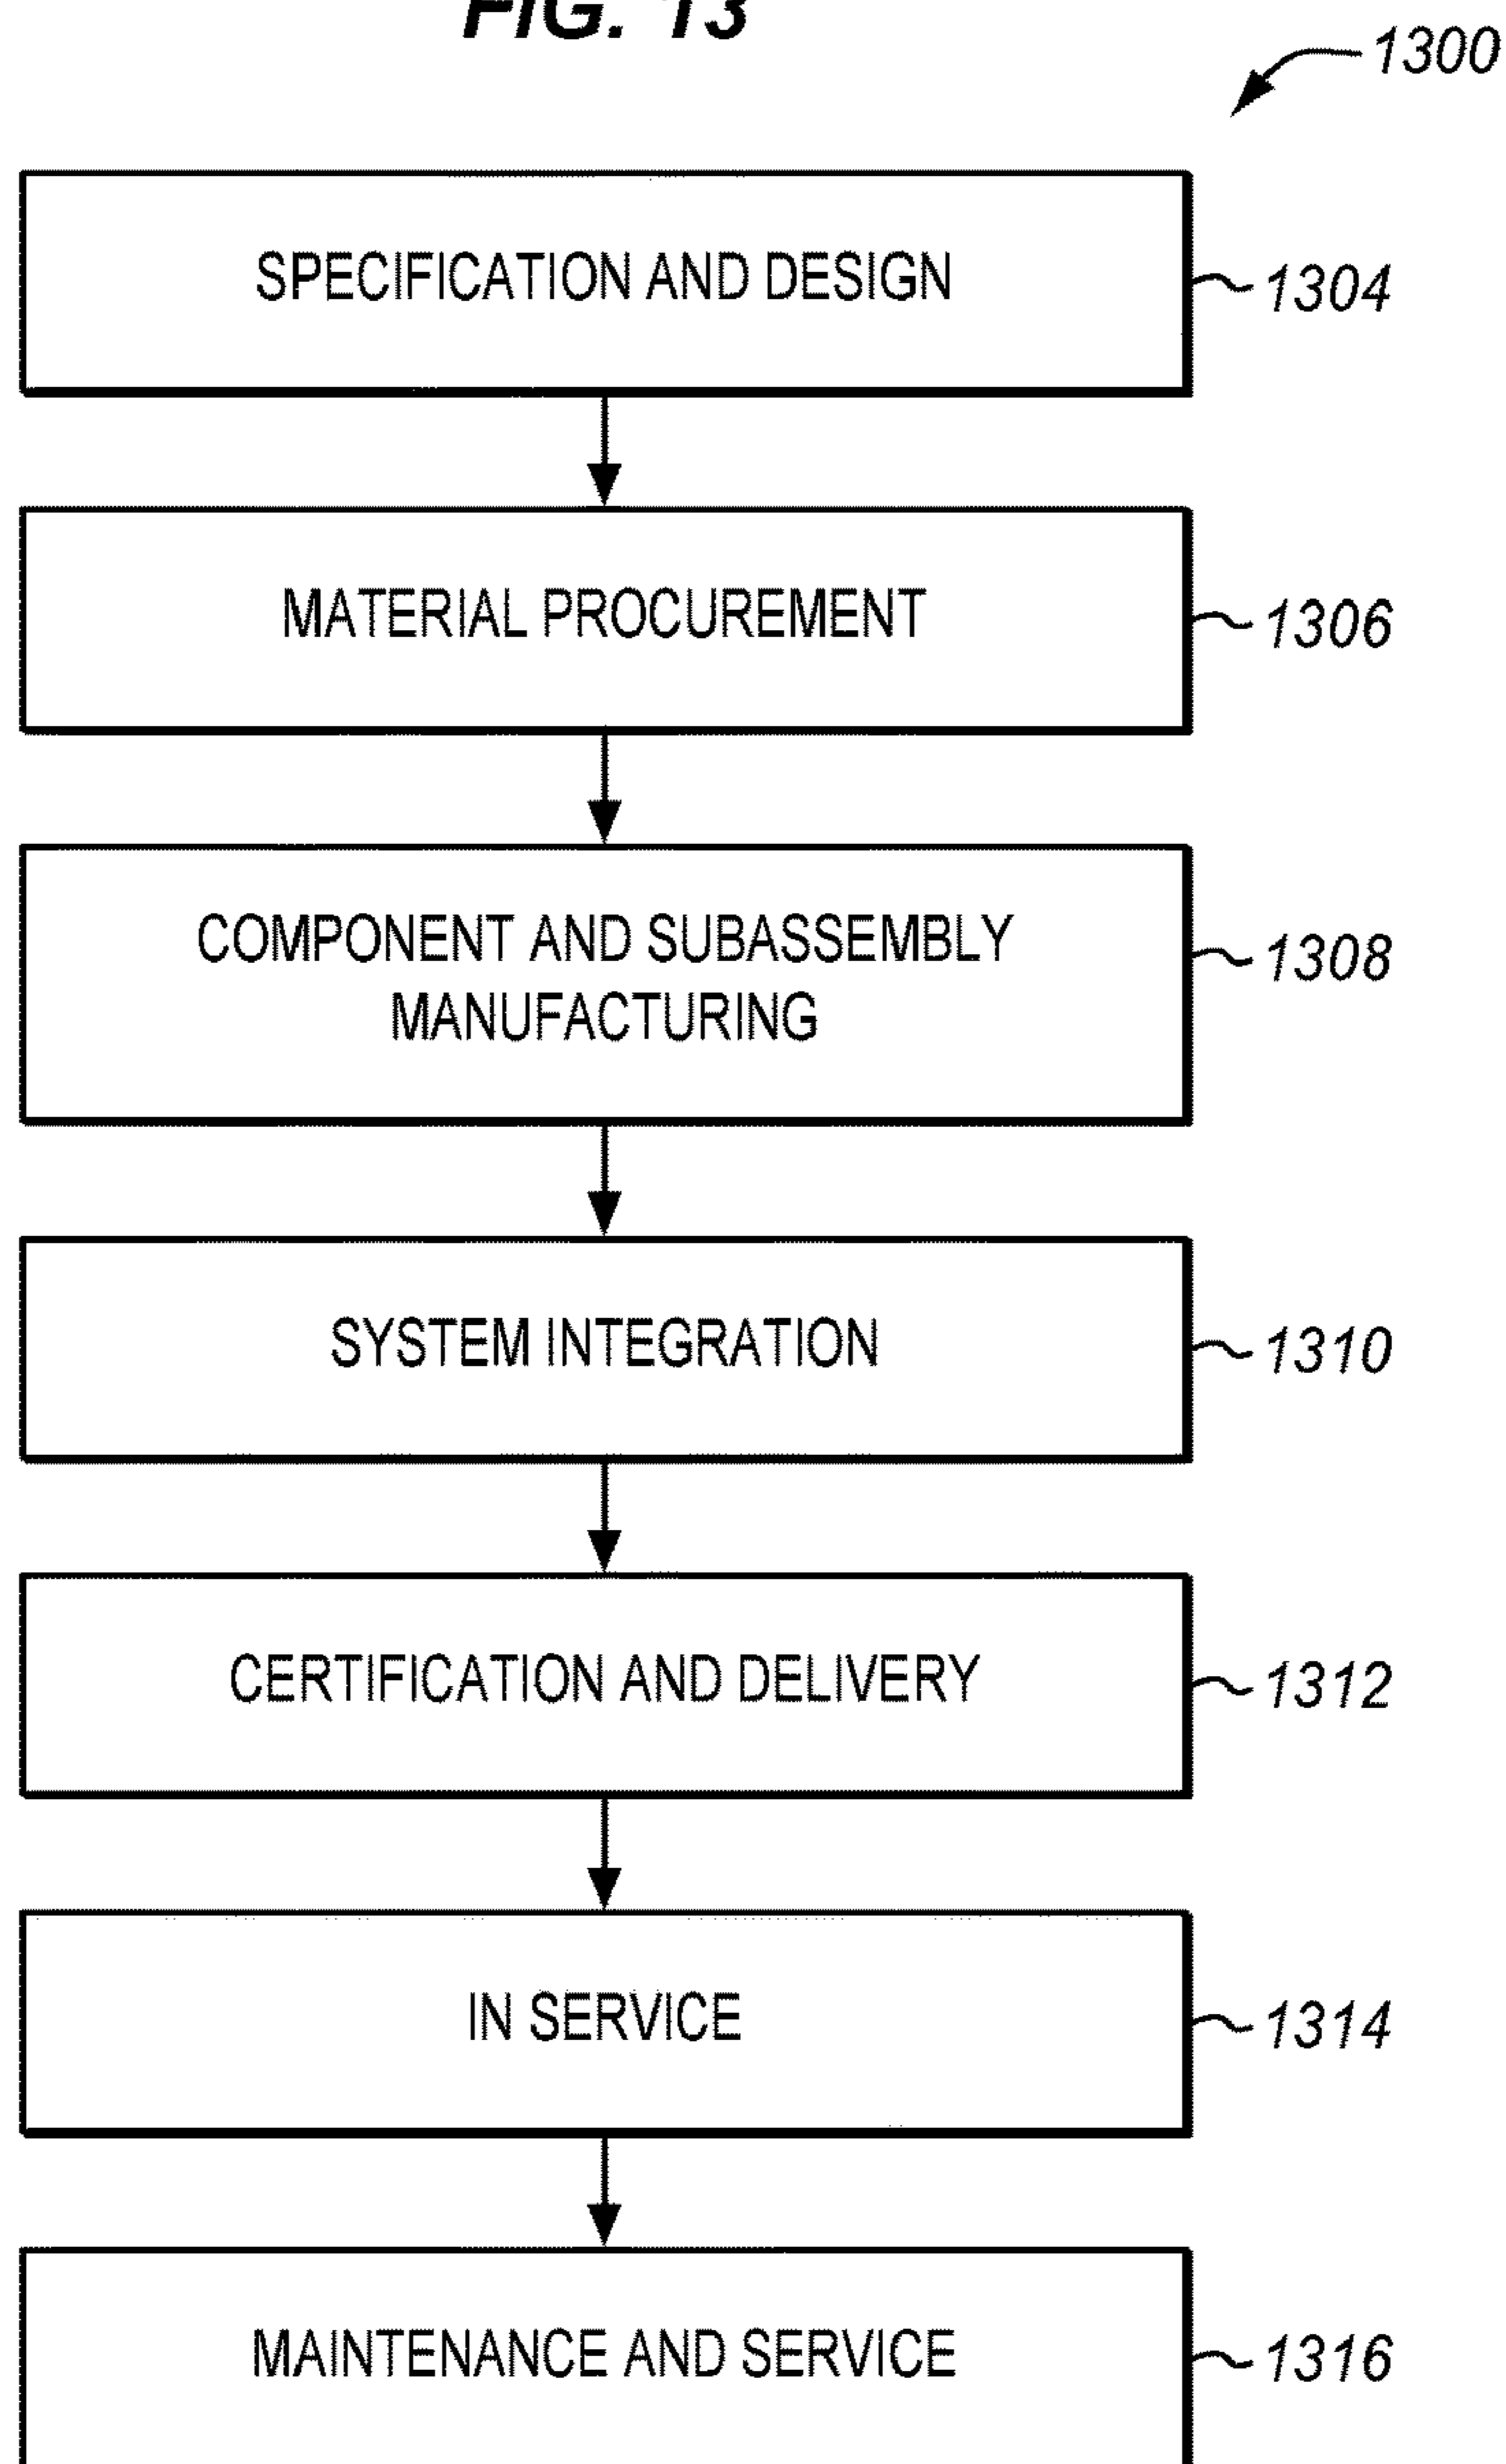 FIG. 13
1300
SPECIFICATION AND DESIGN
1304
MATERIAL PROCUREMENT
1306
COMPONENT AND SUBASSEMBLY
MANUFACTURING
1308
SYSTEM INTEGRATION
1310
CERTIFICATION AND DELIVERY
1312
IN SERVICE
1314
MAINTENANCE AND SERVICE
1316